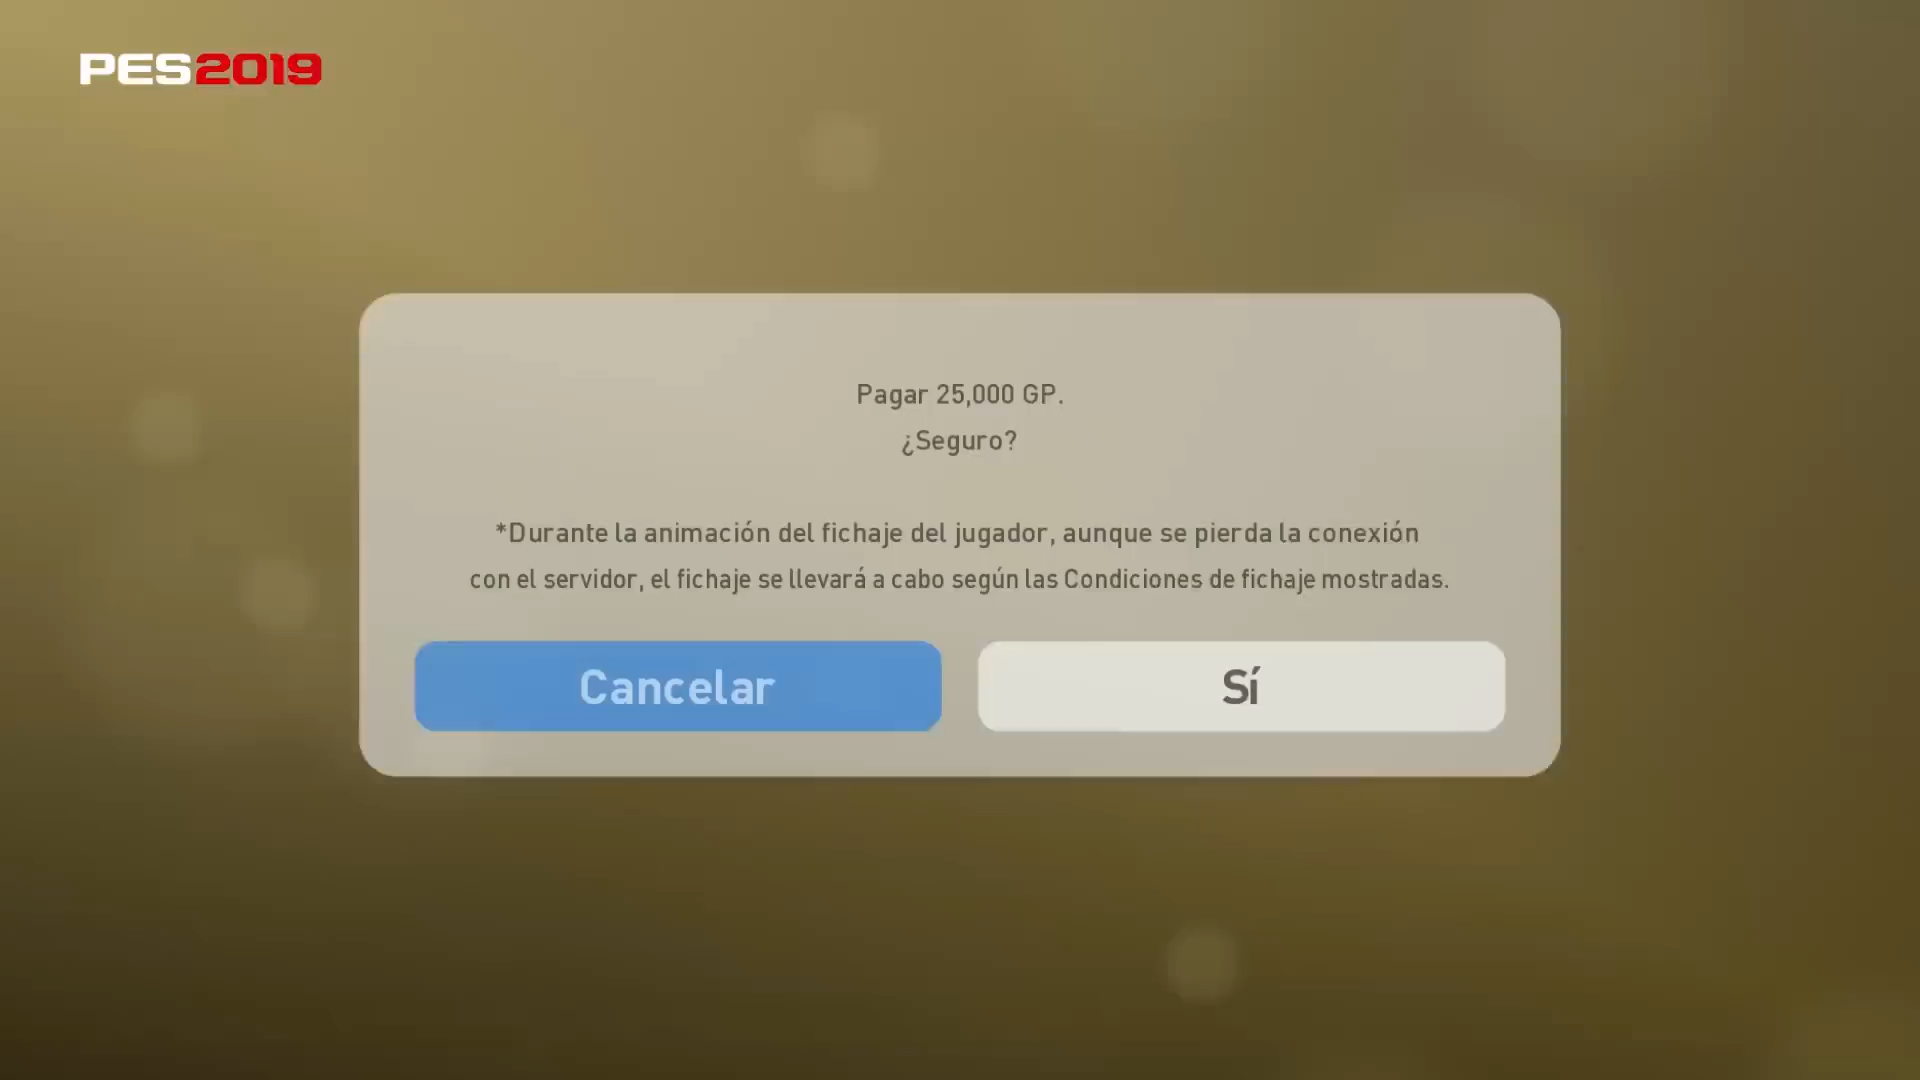 PES2019
Pagar 25,000 GP.
¿Seguro?
*Durante la animación del fichaje del jugador, aunque se pierda la conexión
con el servidor, el fichaje se llevará a cabo según las Condiciones de fichaje mostradas.
Cancelar
Sí